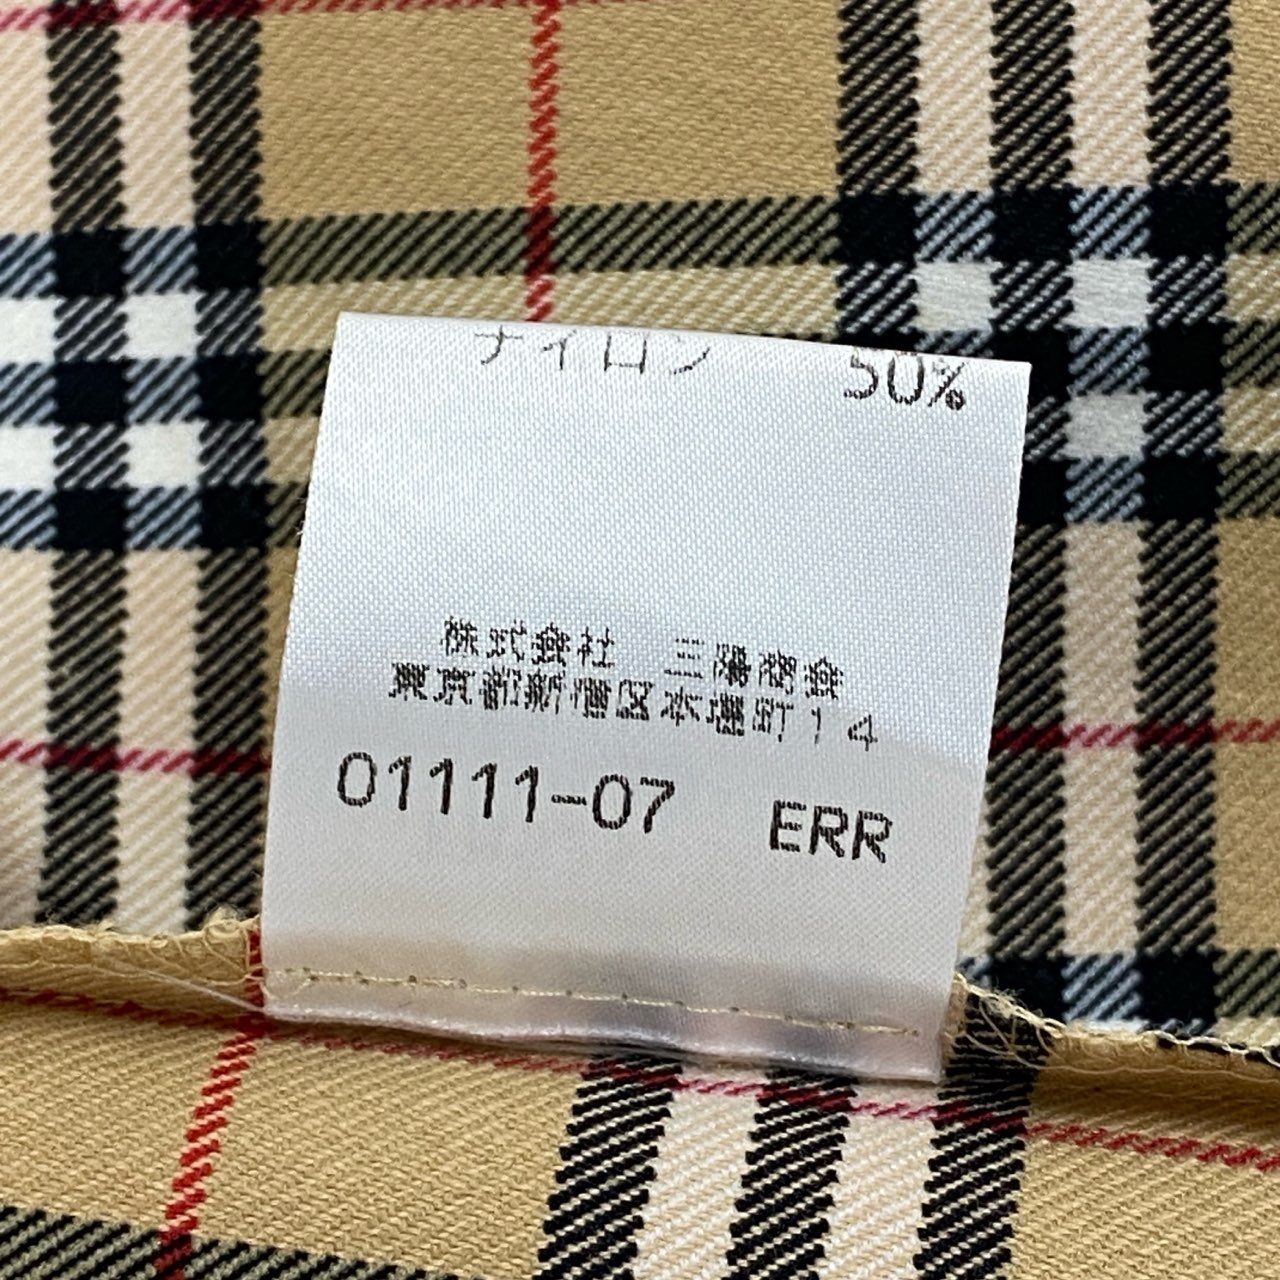 ナイロン 50%
株式会社 三陽商会
東京都新宿区本塩町14
01111-07 ERR